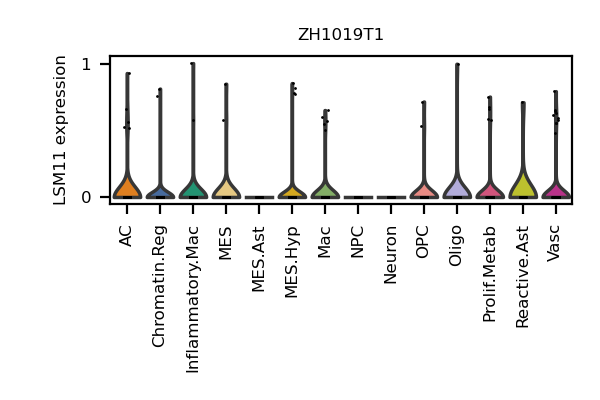 ZH1019T1
LSM11 expression
1
0
AC
Chromatin.Reg
Inflammatory.Mac
MES
MES.Ast
MES.Hyp
Mac
NPC
Neuron
OPC
Oligo
Prolif.Metab
Reactive.Ast
Vasc